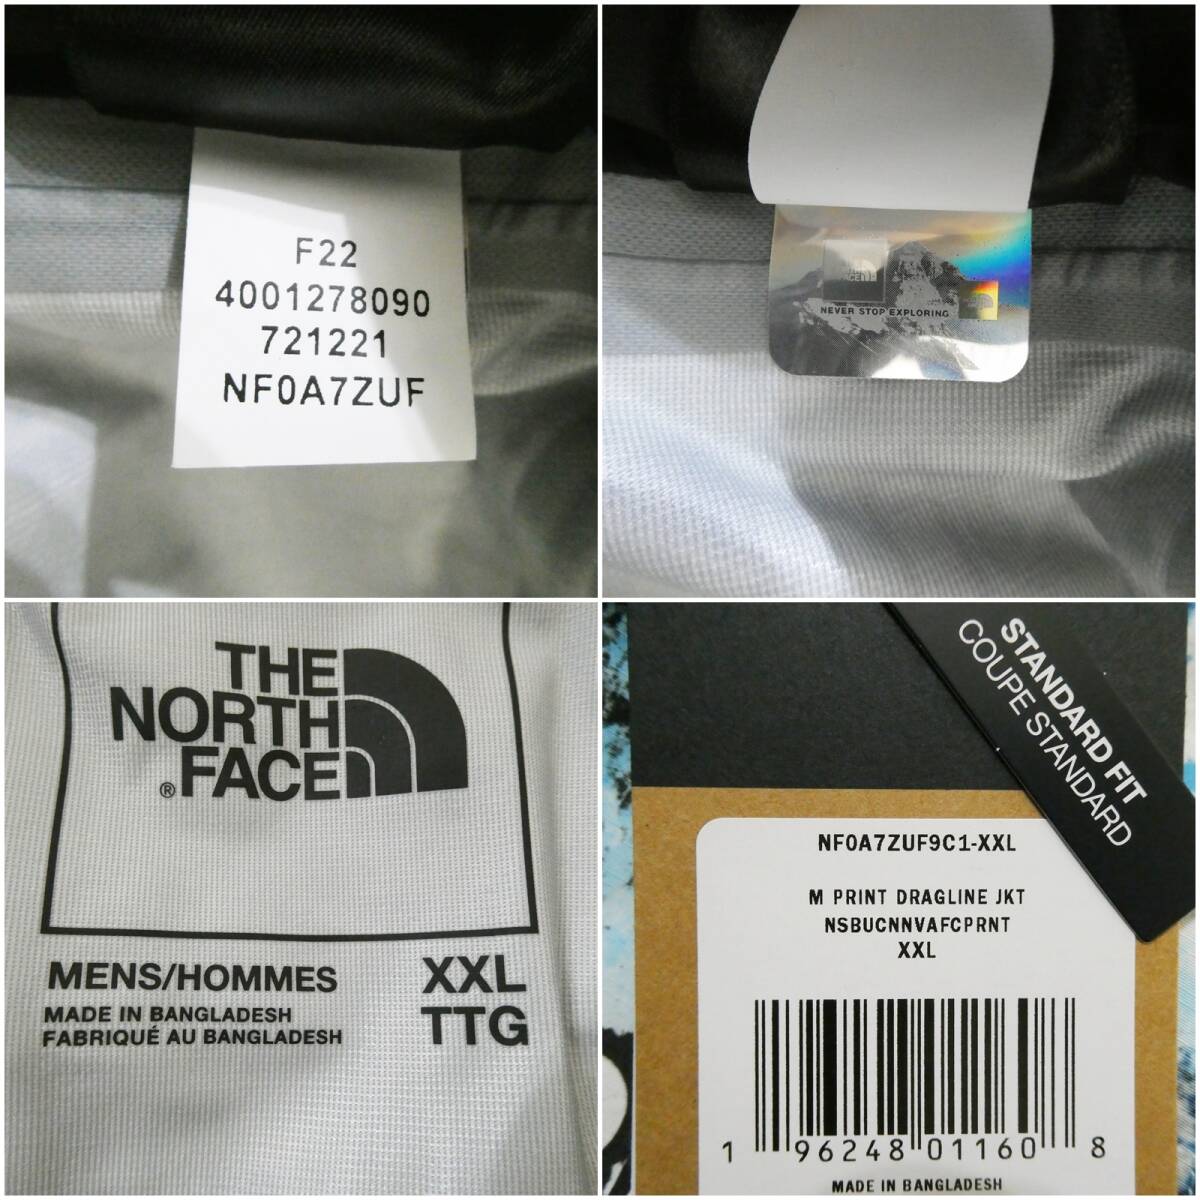 F22
4001278090
721221
NF0A7ZUF
NEVER STOP EXPLORING
THE
NORTH
®FACE
MENS/HOMMES
XXL
MADE IN BANGLADESH
FABRIQUÉ AU BANGLADESH
TTG
STANDARD FIT
COUPE STANDARD
NF0A7ZUF9C1-XXL
M PRINT DRAGLINE JKT
NSBUCNNVAFCPRNT
XXL
1 96248 01160 8
MADE IN BANGLADESH